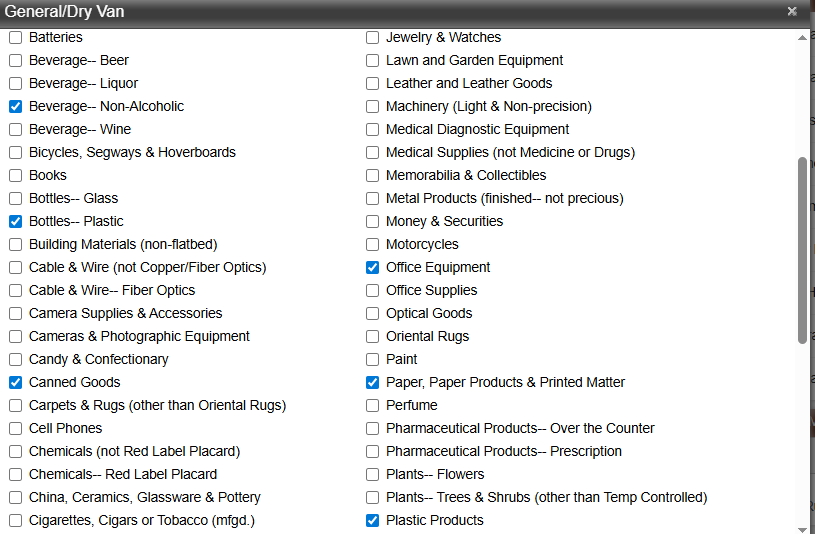 General/Dry Van
Batteries
Beverage-- Beer
Beverage-- Liquor
Beverage-- Non-Alcoholic
Beverage-- Wine
Bicycles, Segways & Hoverboards
Books
Bottles-- Glass
Bottles-- Plastic
Building Materials (non-flatbed)
Cable & Wire (not Copper/Fiber Optics)
Cable & Wire-- Fiber Optics
Camera Supplies & Accessories
Cameras & Photographic Equipment
Candy & Confectionary
Canned Goods
Carpets & Rugs (other than Oriental Rugs)
Cell Phones
Chemicals (not Red Label Placard)
Chemicals-- Red Label Placard
China, Ceramics, Glassware & Pottery
Cigarettes, Cigars or Tobacco (mfgd.)
Jewelry & Watches
Lawn and Garden Equipment
Leather and Leather Goods
Machinery (Light & Non-precision)
Medical Diagnostic Equipment
Medical Supplies (not Medicine or Drugs)
Memorabilia & Collectibles
Metal Products (finished-- not precious)
Money & Securities
Motorcycles
Office Equipment
Office Supplies
Optical Goods
Oriental Rugs
Paint
Paper, Paper Products & Printed Matter
Perfume
Pharmaceutical Products-- Over the Counter
Pharmaceutical Products-- Prescription
Plants-- Flowers
Plants-- Trees & Shrubs (other than Temp Controlled)
Plastic Products